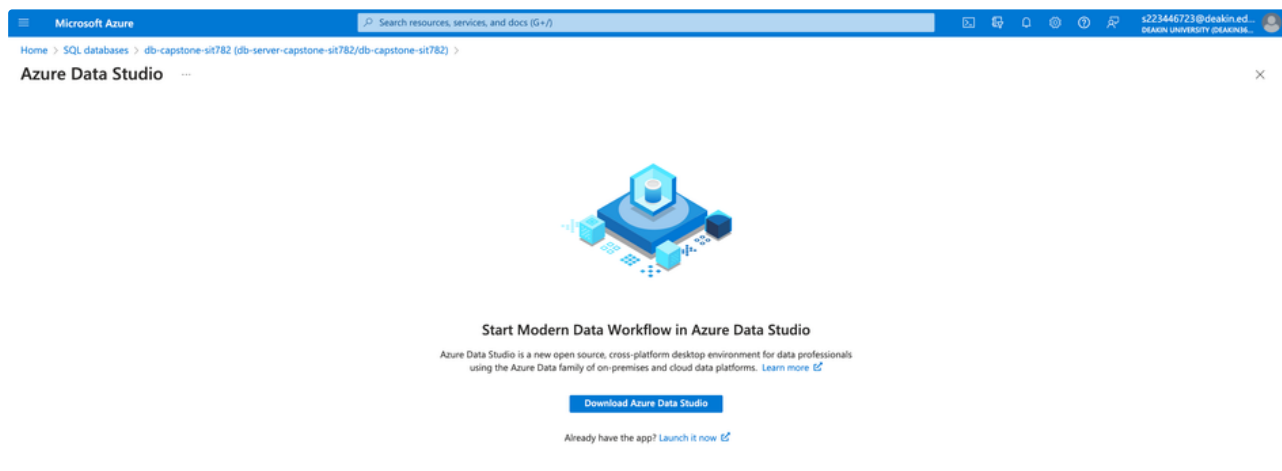 Microsoft Azure
Search resources, services, and docs (G+/)
s223446723@deakin.ed...
DEAKIN UNIVERSITY (DEAKIN36...
Home > SQL databases > db-capstone-sit782 (db-server-capstone-sit782/db-capstone-sit782) >
Azure Data Studio ...
Start Modern Data Workflow in Azure Data Studio
Azure Data Studio is a new open source, cross-platform desktop environment for data professionals
using the Azure Data family of on-premises and cloud data platforms. Learn more
Download Azure Data Studio
Already have the app? Launch it now